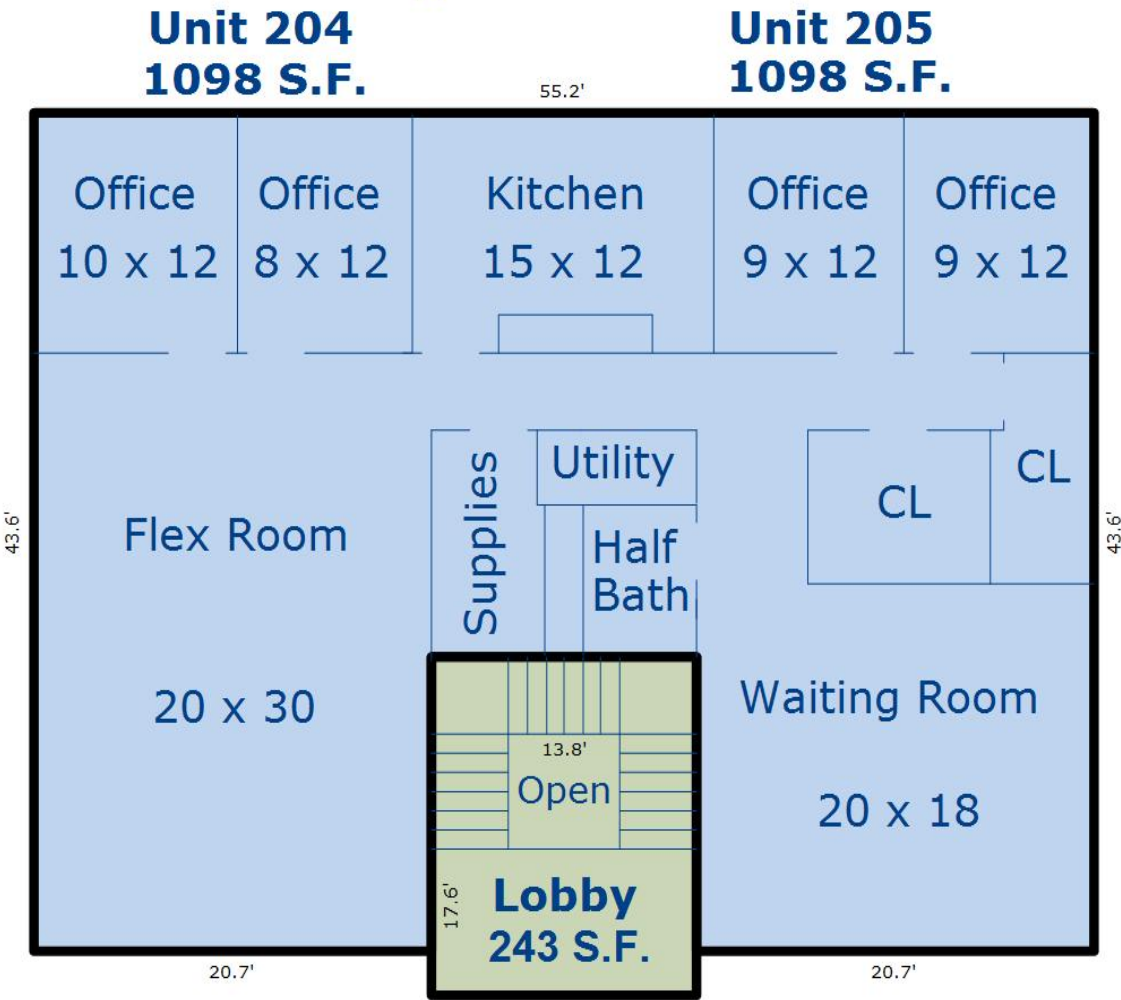 Unit 204
1098 S.F.
Unit 205
1098 S.F.
55.2'
Office
10 x 12
Office
8 x 12
Kitchen
15 x 12
Office
9 x 12
Office
9 x 12
43.6'
Flex Room
20 x 30
Supplies
Utility
Half
Bath
CL
CL
43.6'
Waiting Room
20 x 18
13.8'
Open
17.6'
Lobby
243 S.F.
20.7'
20.7'